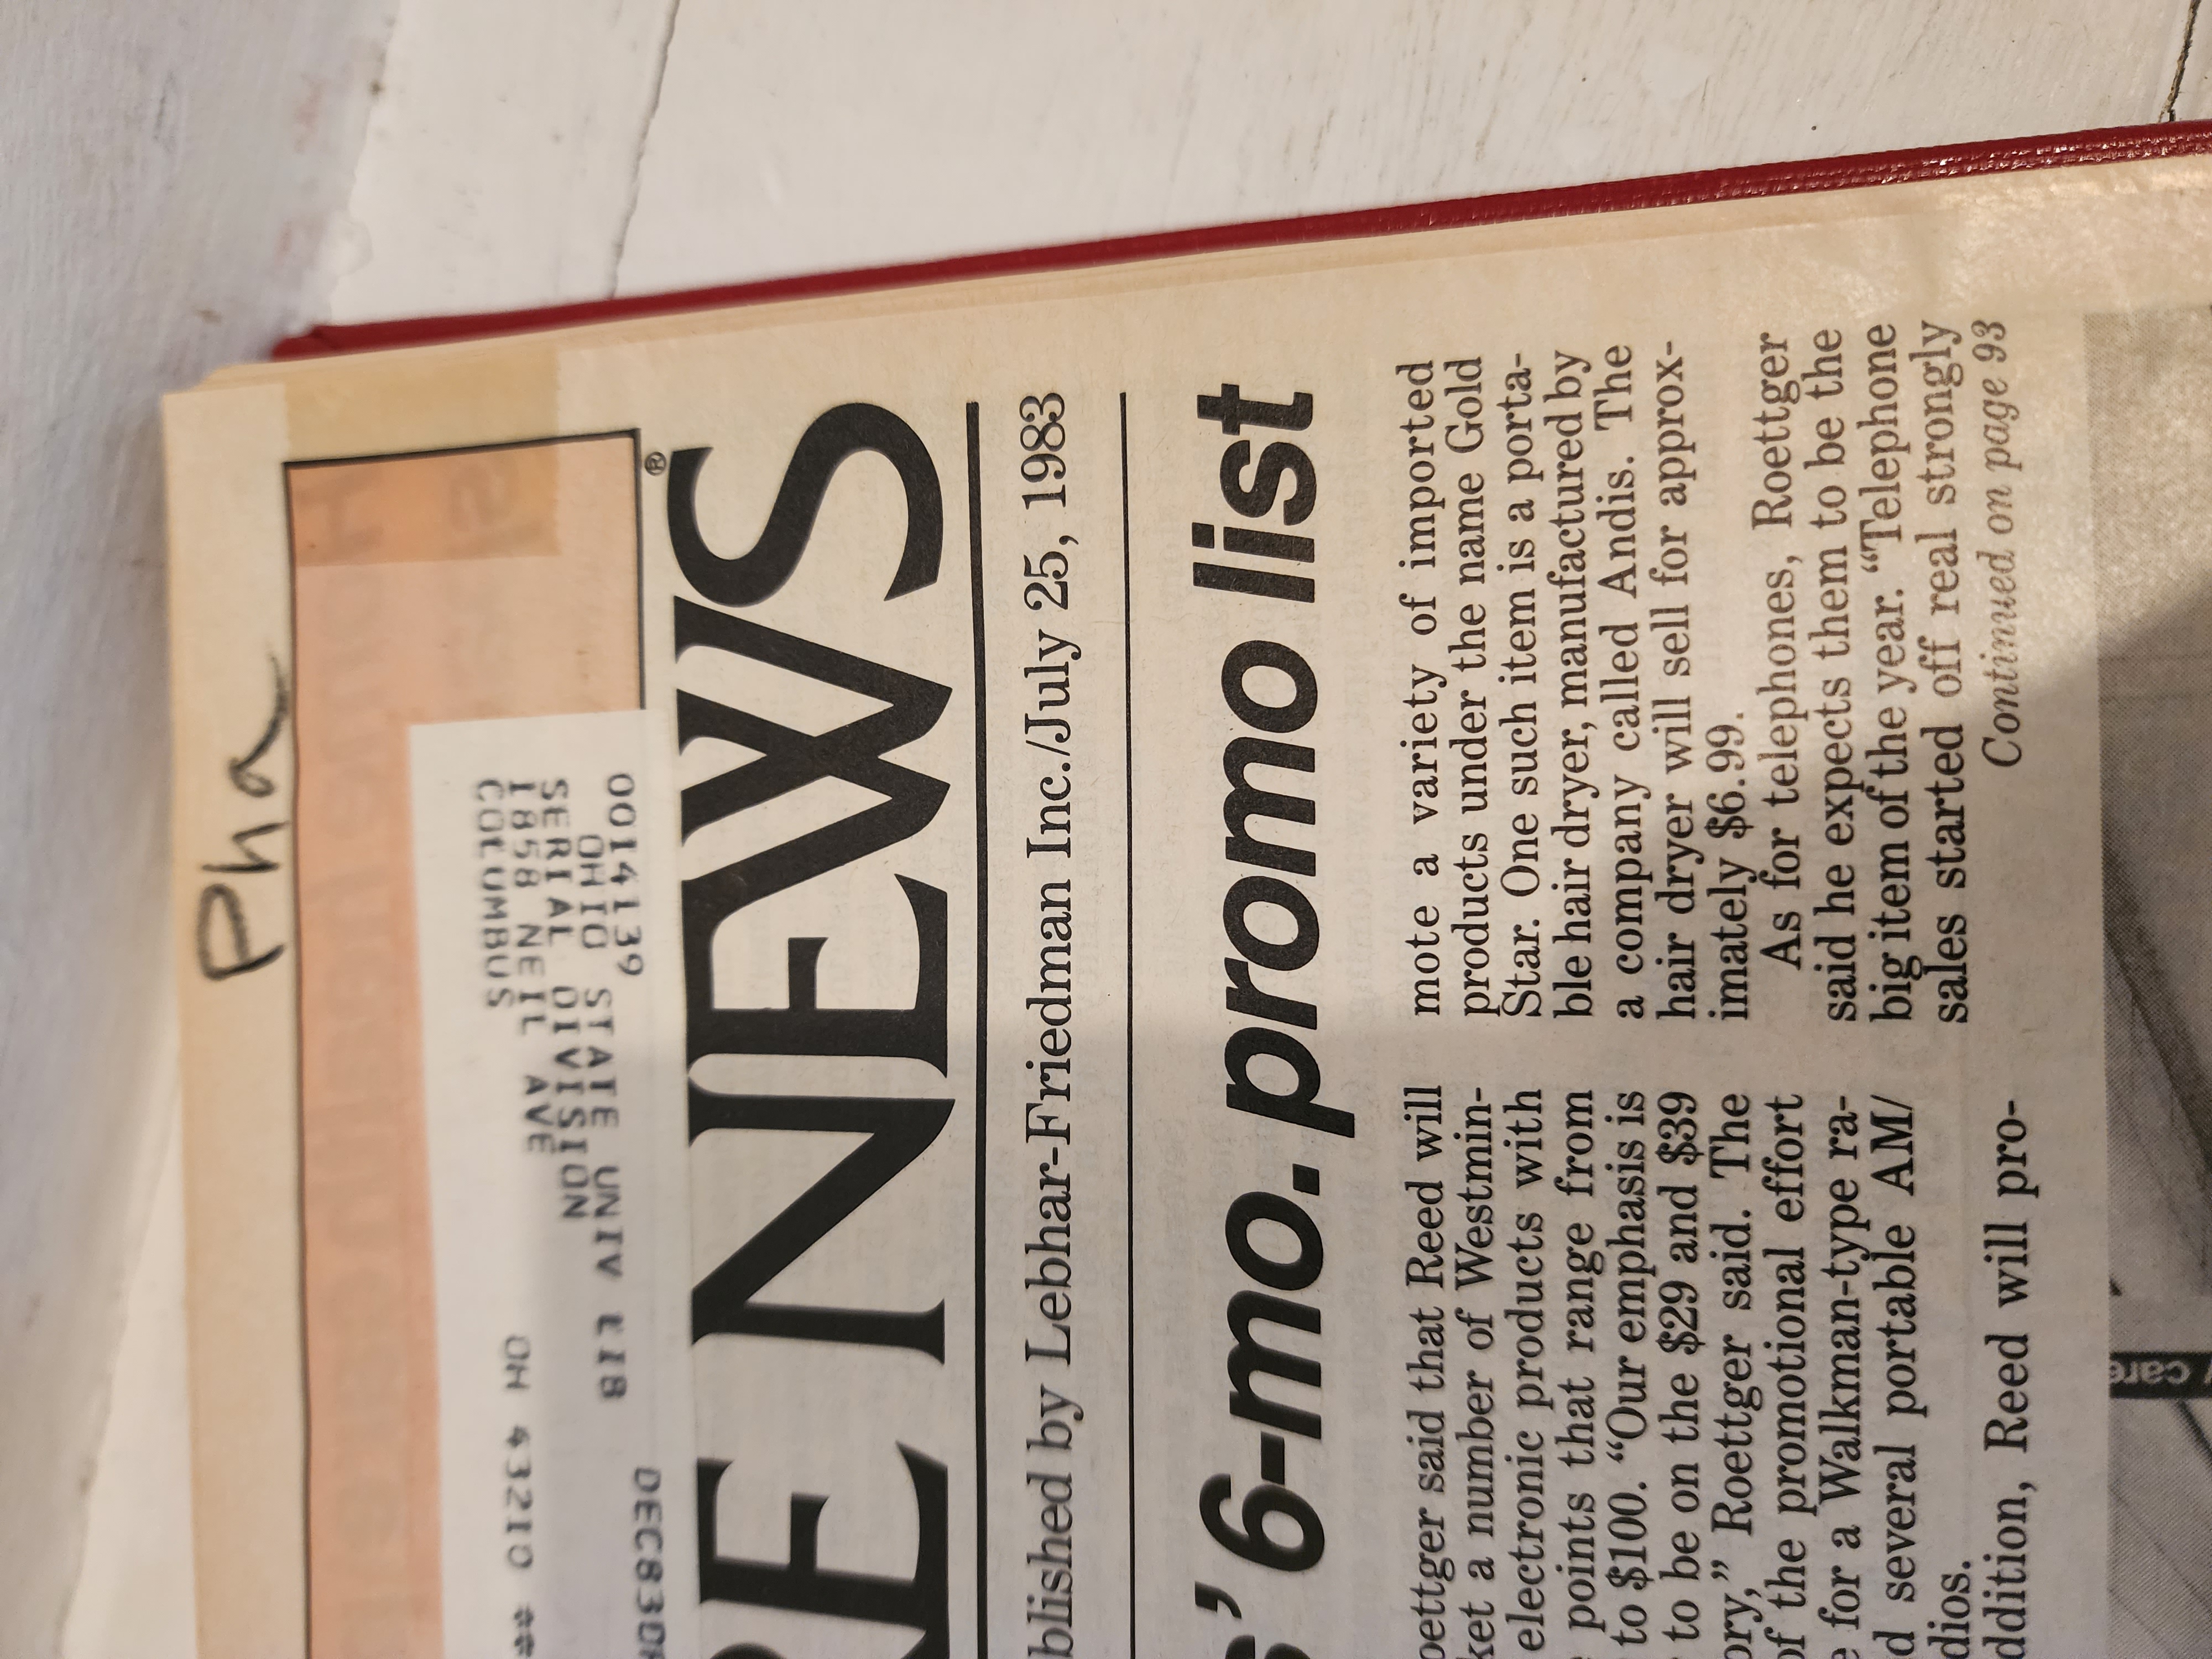 Pha
0014139 DEC83D
OHIO STATE UNIV LIB
SERIAL DIVISION
1858 NEIL AVE
COLUMBUS OH 43210 **
RE NEWS®
blished by Lebhar-Friedman Inc./July 25, 1983
s’ 6-mo. promo list
oettger said that Reed will
ket a number of Westmin-
electronic products with
points that range from
to $100. “Our emphasis is
to be on the $29 and $39
ory,” Roettger said. The
of the promotional effort
e for a Walkman-type ra-
d several portable AM/
dios.
ddition, Reed will pro-
mote a variety of imported
products under the name Gold
Star. One such item is a porta-
ble hair dryer, manufactured by
a company called Andis. The
hair dryer will sell for approx-
imately $6.99.
As for telephones, Roettger
said he expects them to be the
big item of the year. “Telephone
sales started off real strongly
Continued on page 93
care